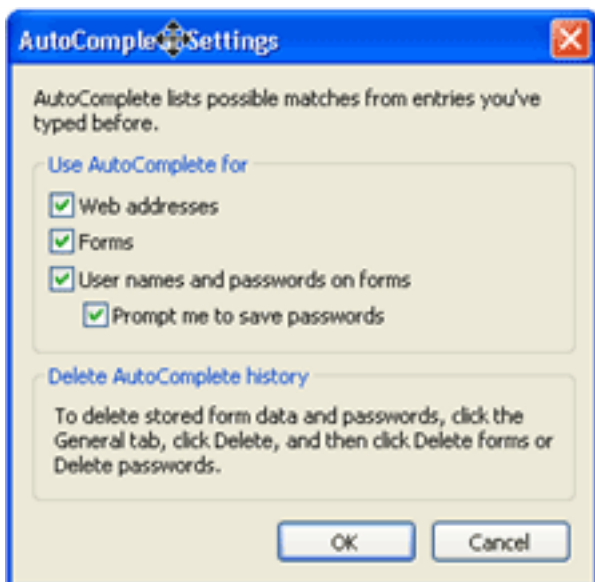 AutoComplete Settings
AutoComplete lists possible matches from entries you've
typed before.
Use AutoComplete for
Web addresses
Forms
User names and passwords on forms
Prompt me to save passwords
Delete AutoComplete history
To delete stored form data and passwords, click the
General tab, click Delete, and then click Delete forms or
Delete passwords.
OK
Cancel